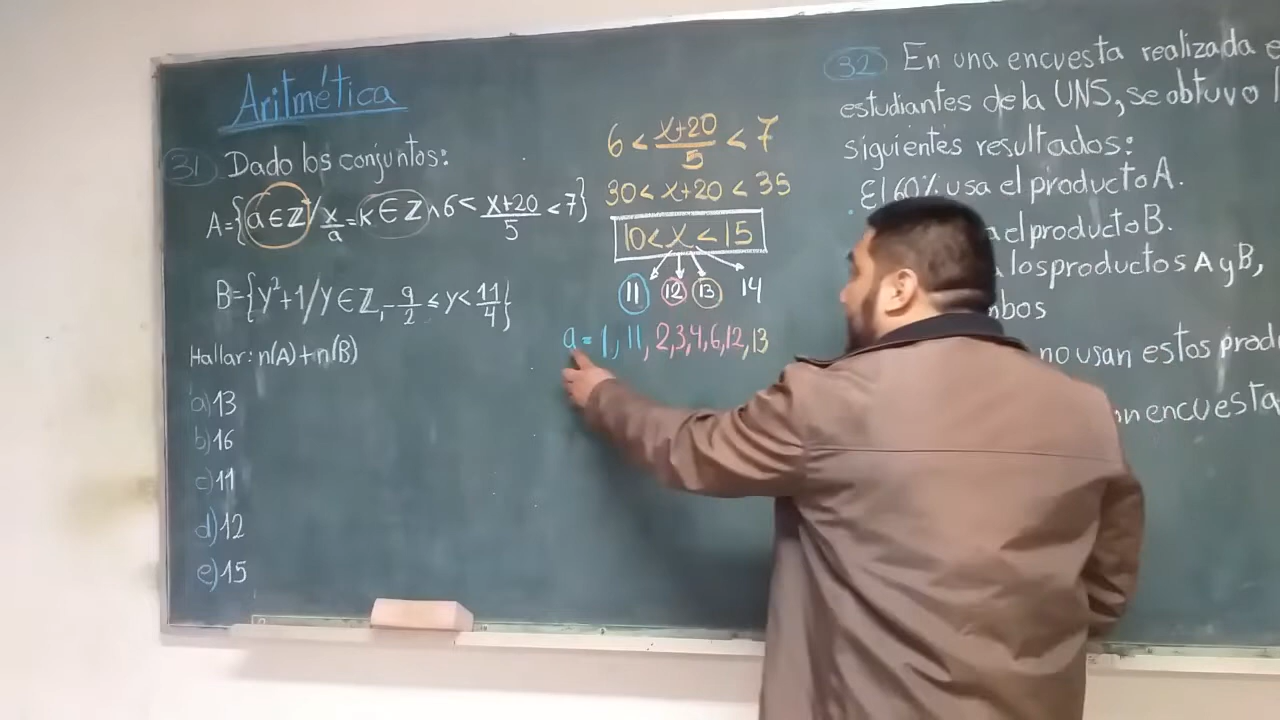 Aritmética
31) Dado los conjuntos:
A={a∈ℤ/x/a=K∈ℤ∧6<(x+20)/5<7}
B={y²+1/y∈ℤ,-9/2≤y<11/4}
Hallar: n(A)+n(B)
a)13
b)16
c)11
d)12
e)15
6<(x+20)/5<7
30<x+20<35
10<x<15
11 12 13 14
a=1,11,2,3,4,6,12,13
32 En una encuesta realizada
estudiantes de la UNS, se obtuvo
siguientes resultados:
El 60% usa el producto A.
el producto B.
los productos A y B,
mbos
no usan estos prod
encuesta